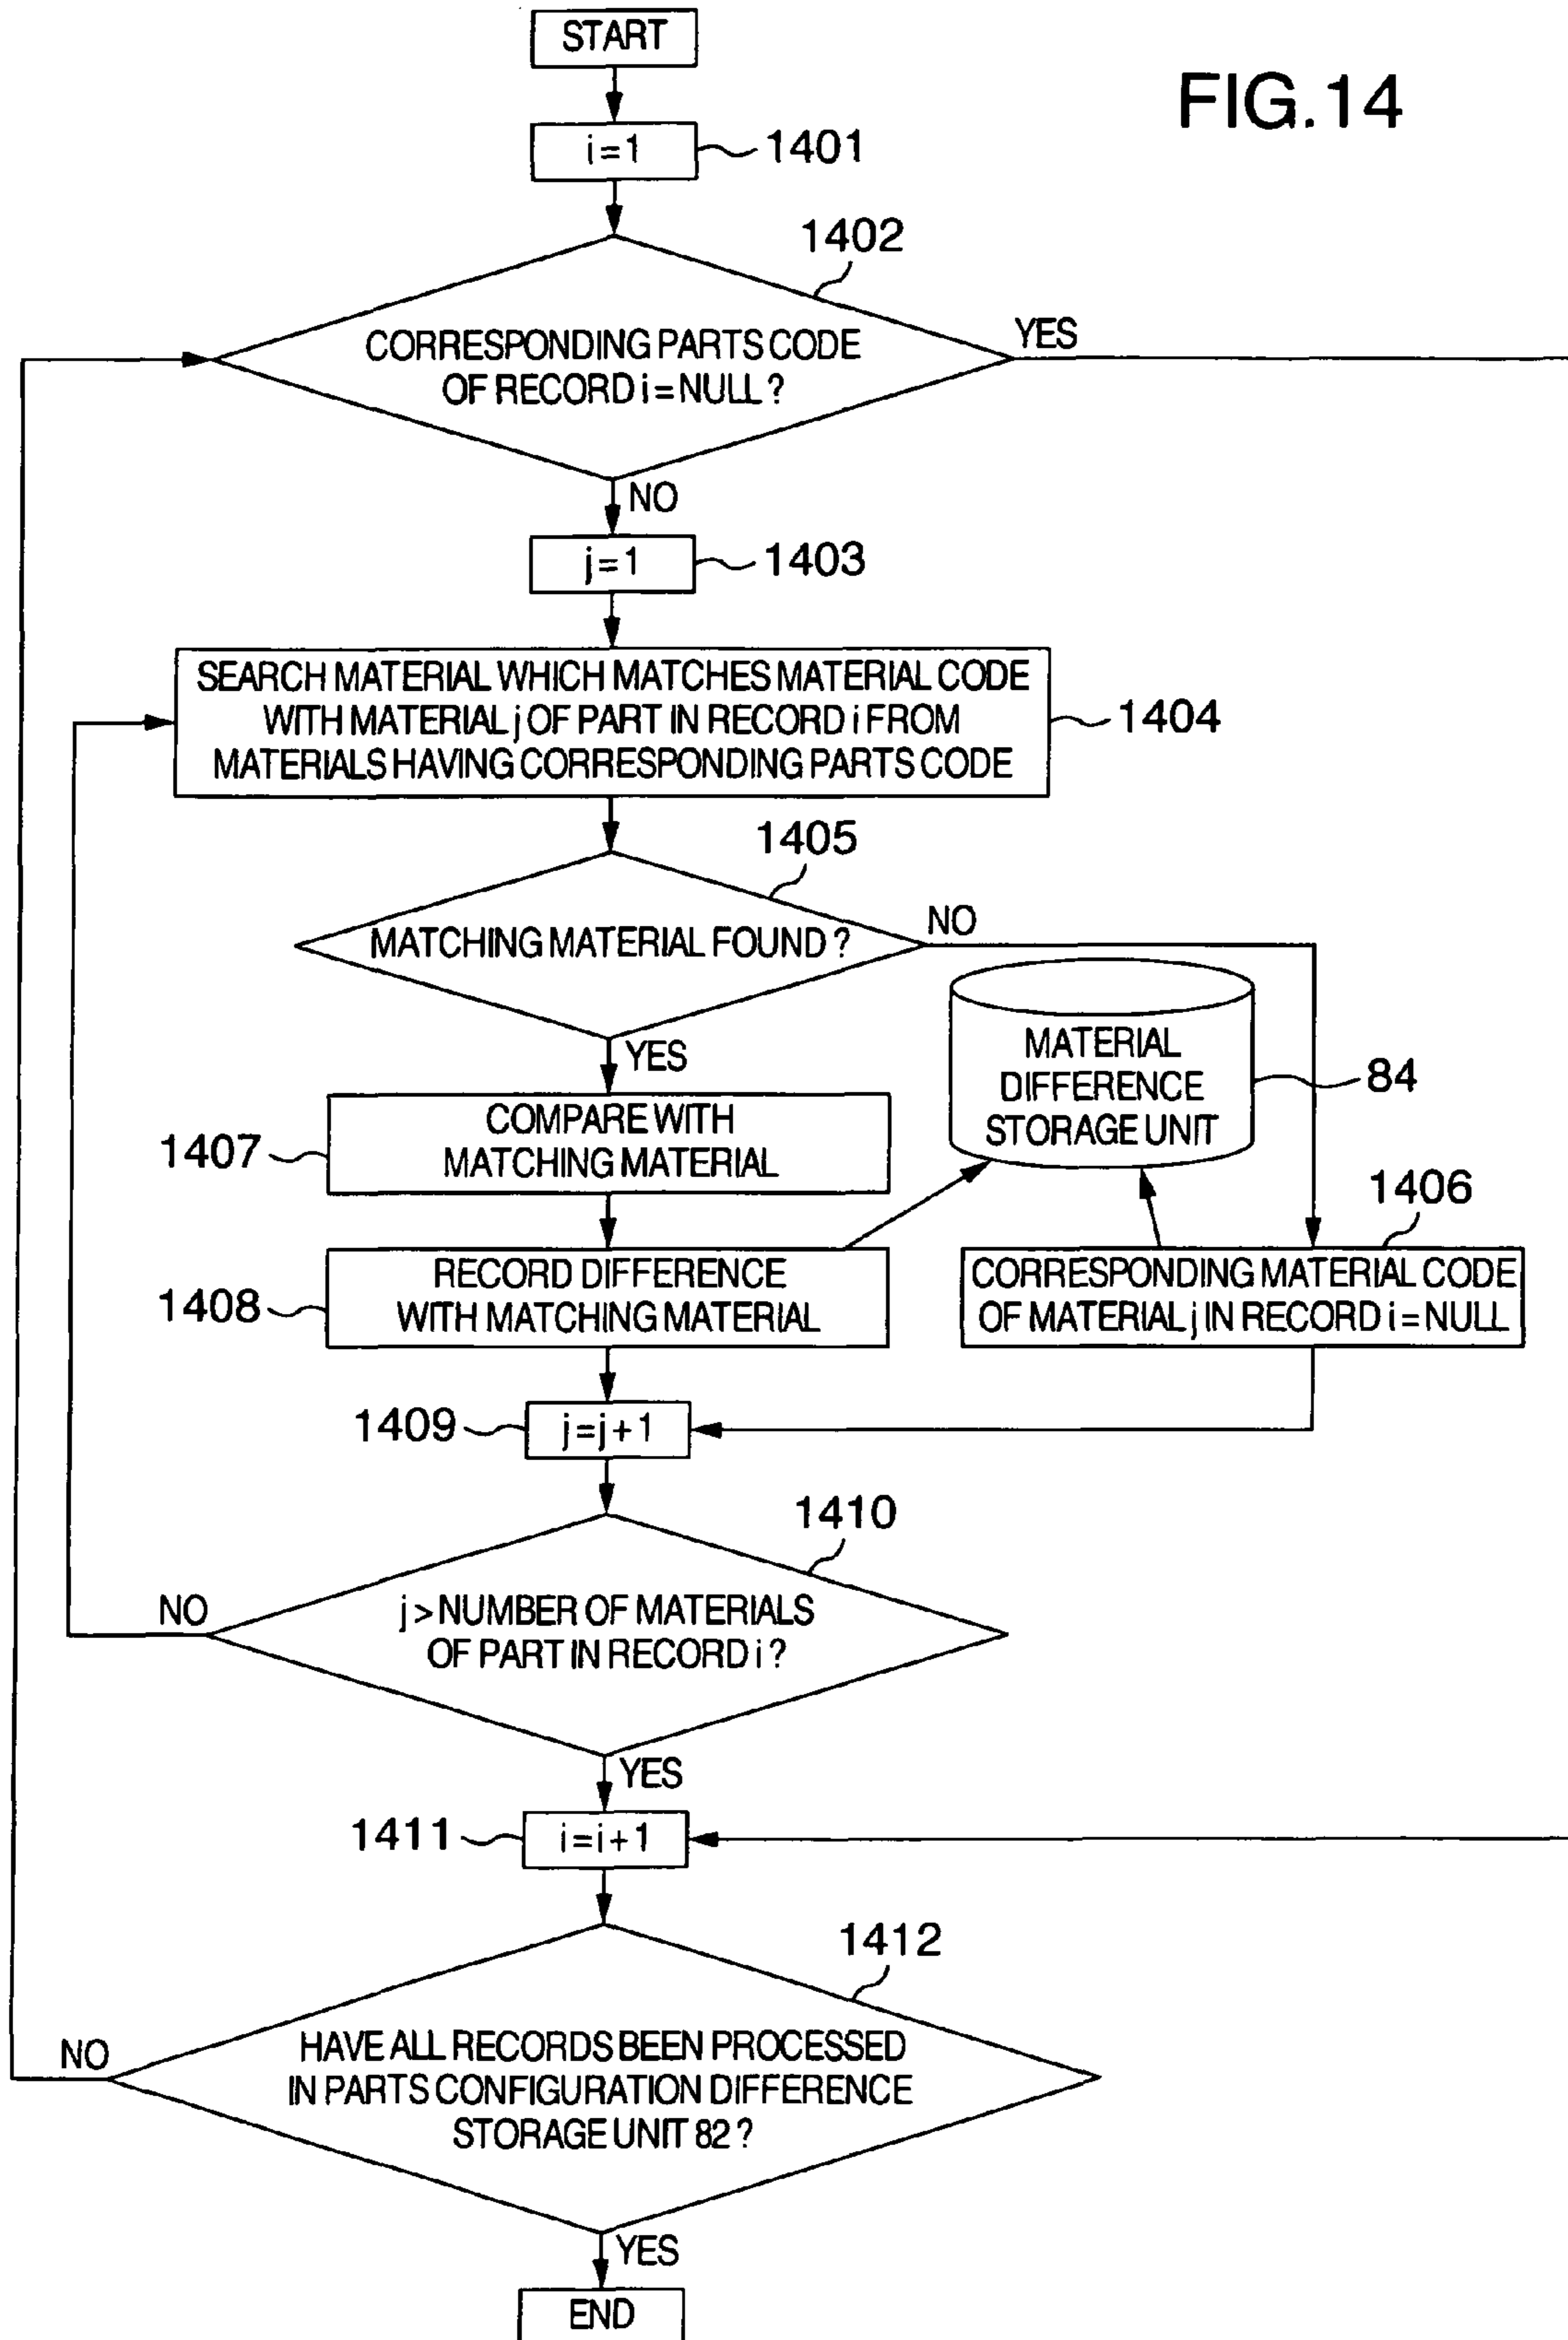 START
FIG.14
i=1
1401
1402
CORRESPONDING PARTS CODE
OF RECORD i=NULL?
YES
NO
j=1
1403
SEARCH MATERIAL WHICH MATCHES MATERIAL CODE
WITH MATERIAL j OF PART IN RECORD i FROM
MATERIALS HAVING CORRESPONDING PARTS CODE
1404
1405
MATCHING MATERIAL FOUND?
NO
YES
MATERIAL
DIFFERENCE
STORAGE UNIT
84
1407
COMPARE WITH
MATCHING MATERIAL
1406
1408
RECORD DIFFERENCE
WITH MATCHING MATERIAL
CORRESPONDING MATERIAL CODE
OF MATERIAL j IN RECORD i=NULL
1409
j=j+1
1410
NO
j>NUMBER OF MATERIALS
OF PART IN RECORD i?
YES
1411
i=i+1
1412
NO
HAVE ALL RECORDS BEEN PROCESSED
IN PARTS CONFIGURATION DIFFERENCE
STORAGE UNIT 82?
YES
END